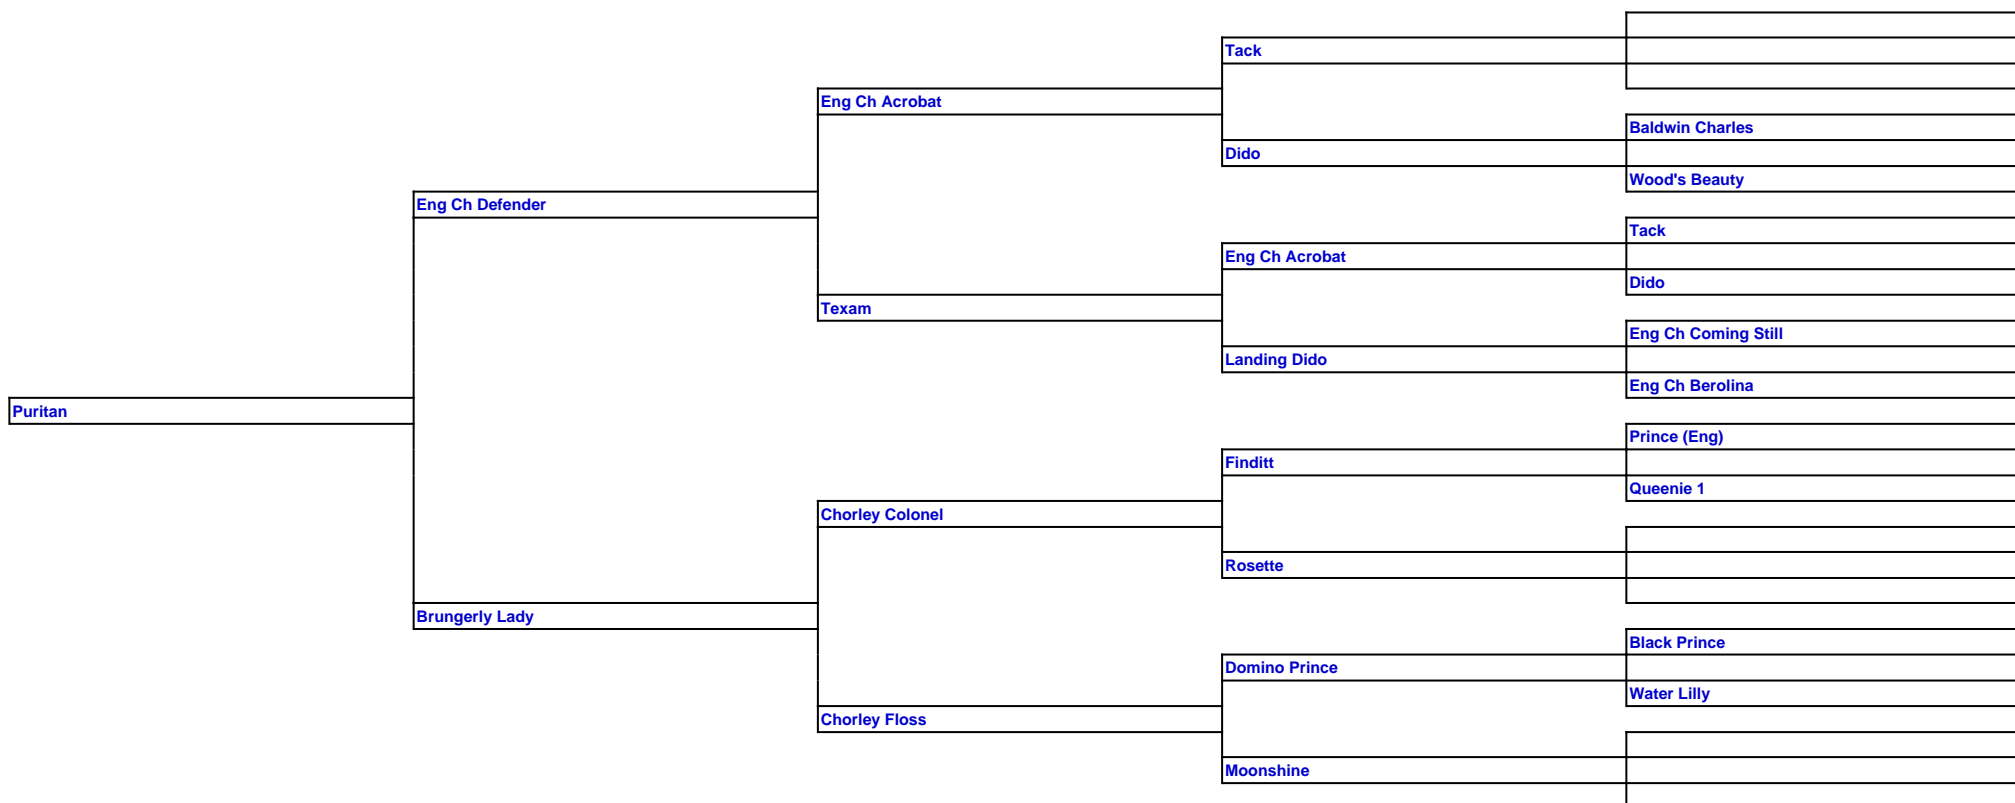 Tack
Eng Ch Acrobat
Baldwin Charles
Dido
Wood's Beauty
Eng Ch Defender
Tack
Eng Ch Acrobat
Dido
Texam
Eng Ch Coming Still
Landing Dido
Eng Ch Berolina
Puritan
Prince (Eng)
Finditt
Queenie 1
Chorley Colonel
Rosette
Brungerly Lady
Black Prince
Domino Prince
Water Lilly
Chorley Floss
Moonshine